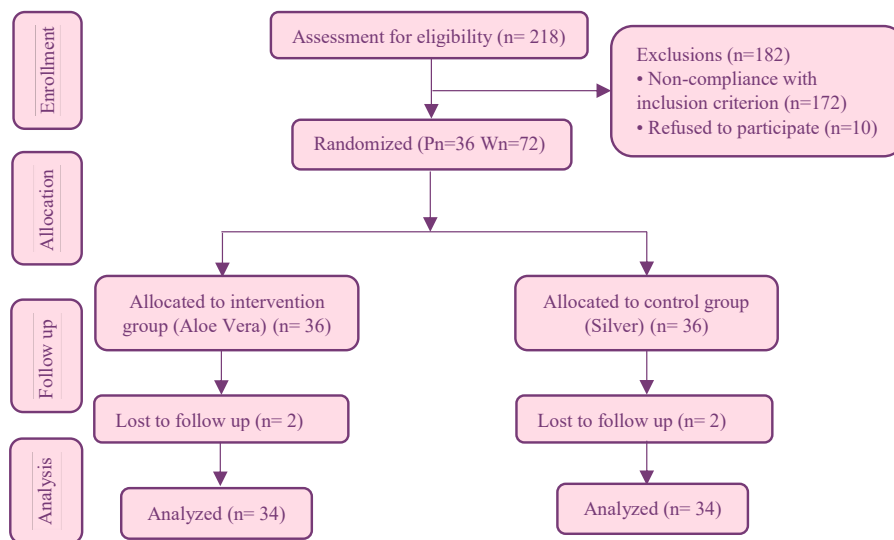 Enrollment
Assessment for eligibility (n= 218)
Exclusions (n=182)
• Non-compliance with
inclusion criterion (n=172)
• Refused to participate (n=10)
Randomized (Pn=36 Wn=72)
Allocation
Allocated to intervention
group (Aloe Vera) (n= 36)
Allocated to control group
(Silver) (n= 36)
Follow up
Lost to follow up (n= 2)
Lost to follow up (n= 2)
Analysis
Analyzed (n= 34)
Analyzed (n= 34)